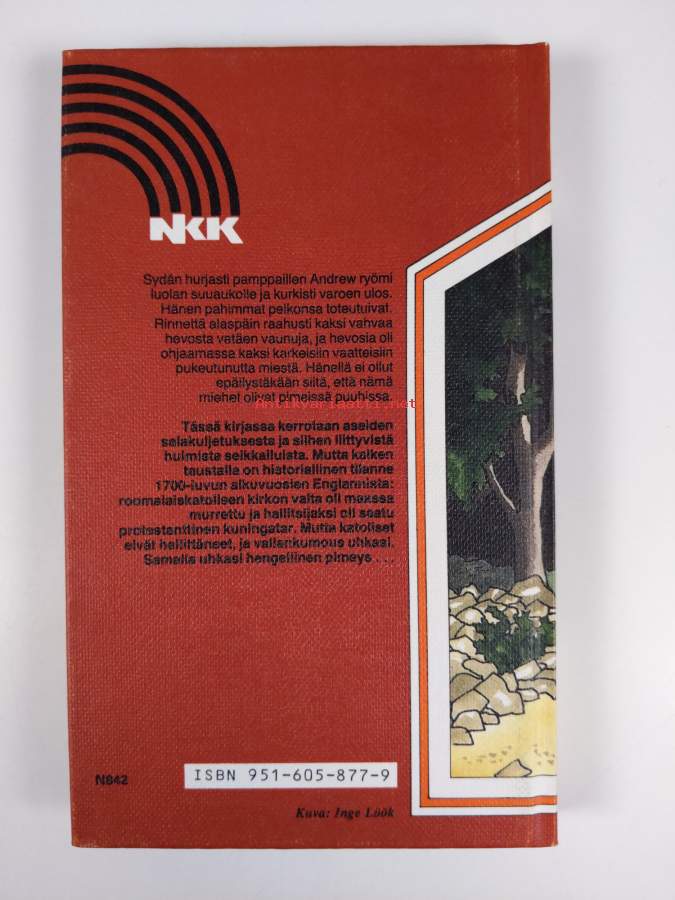 NKK
Sydän hurjasti pamppaillen Andrew ryömi
luolan suuaukolle ja kurkisti varoen ulos.
Hänen pahimmat pelkonsa toteutuivat.
Rinnettä alaspäin raahusti kaksi vahvaa
hevosta vetäen vaunuja, ja hevosia oli
ohjaamassa kaksi karkeisiin vaatteisiin
pukeutunutta miestä. Hänellä ei ollut
epäilystäkään siitä, että nämä
miehet olivat pimeissä puuhissa.
Antikvariaatti.net
Tässä kirjassa kerrotaan aseiden
salakuljetuksesta ja siihen liittyvistä
huimista seikkailuista. Mutta kaiken
taustalla on historiallinen tilanne
1700-luvun alkuvuosien Englannista:
roomalaiskatolisen kirkon valta oli maassa
murrettu ja hallitsijaksi oli saatu
protestanttinen kuningatar. Mutta katoliset
eivät hellittäneet, ja vallankumous uhkasi.
Samalla uhkasi hengellinen pimeys . . .
N842
ISBN 951-605-877-9
Kuva: Inge Löök